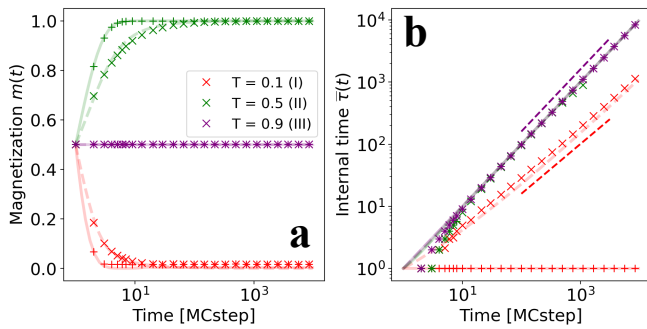 a
Magnetization m(t)
1.0
0.8
0.6
0.4
0.2
0.0
T = 0.1 (I)
T = 0.5 (II)
T = 0.9 (III)
10¹
10³
Time [MCstep]
b
Internal time τ̅(t)
10⁴
10³
10²
10¹
10⁰
10¹
10³
Time [MCstep]